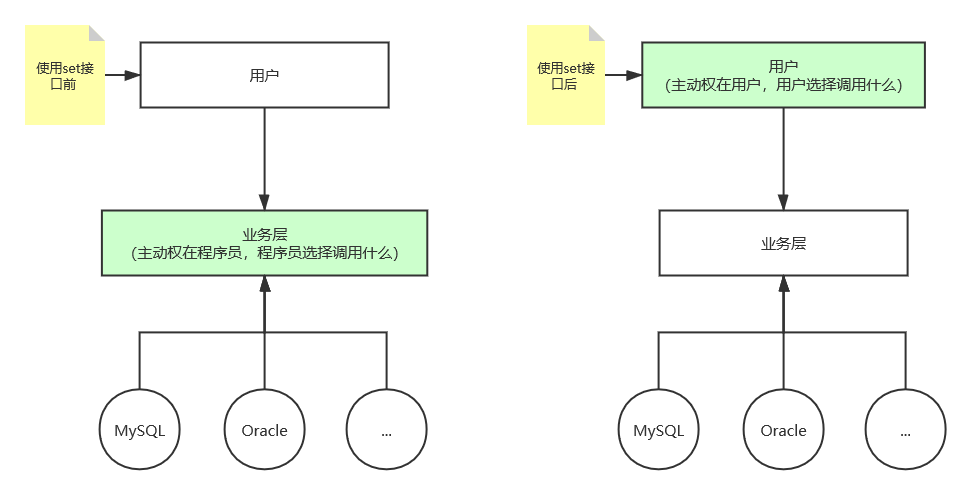 使用set接
口前
用户
业务层
(主动权在程序员，程序员选择调用什么)
MySQL
Oracle
...
使用set接
口后
用户
(主动权在用户，用户选择调用什么)
业务层
MySQL
Oracle
...